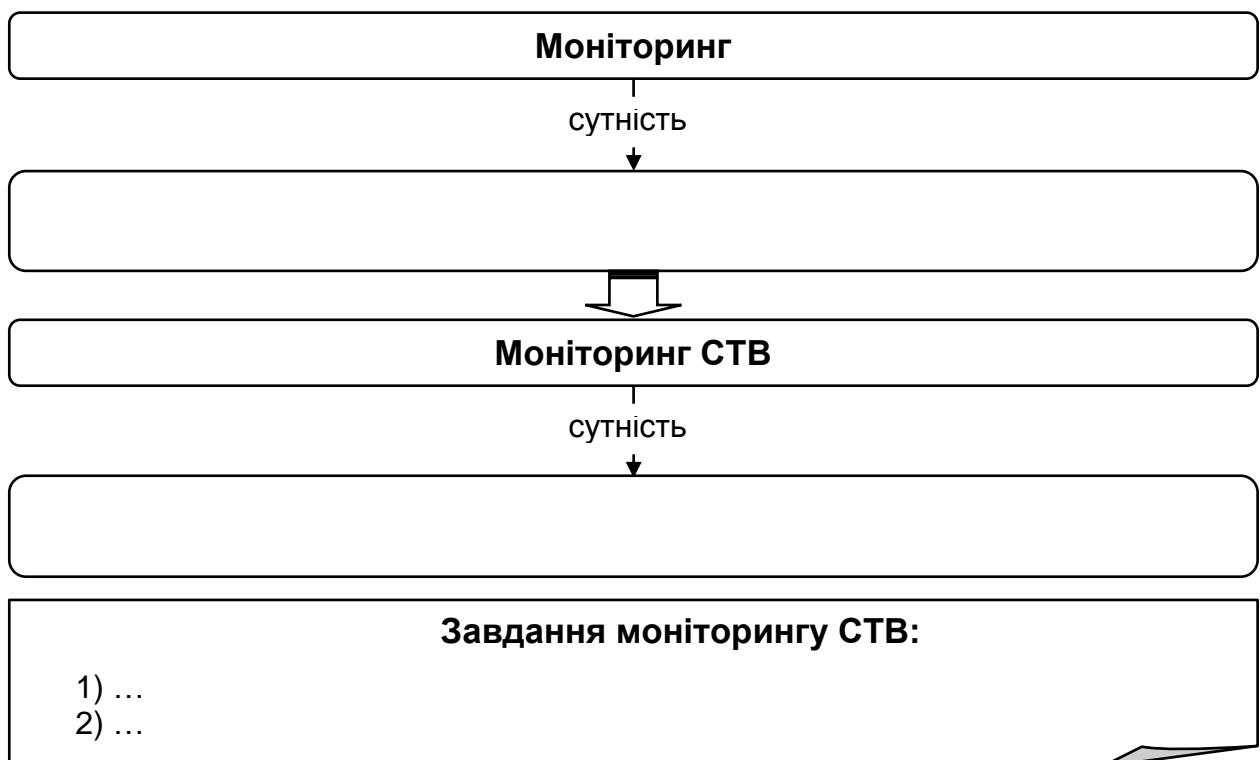 Моніторинг
сутність
Моніторинг СТВ
сутність
Завдання моніторингу СТВ:
1) …
2) …